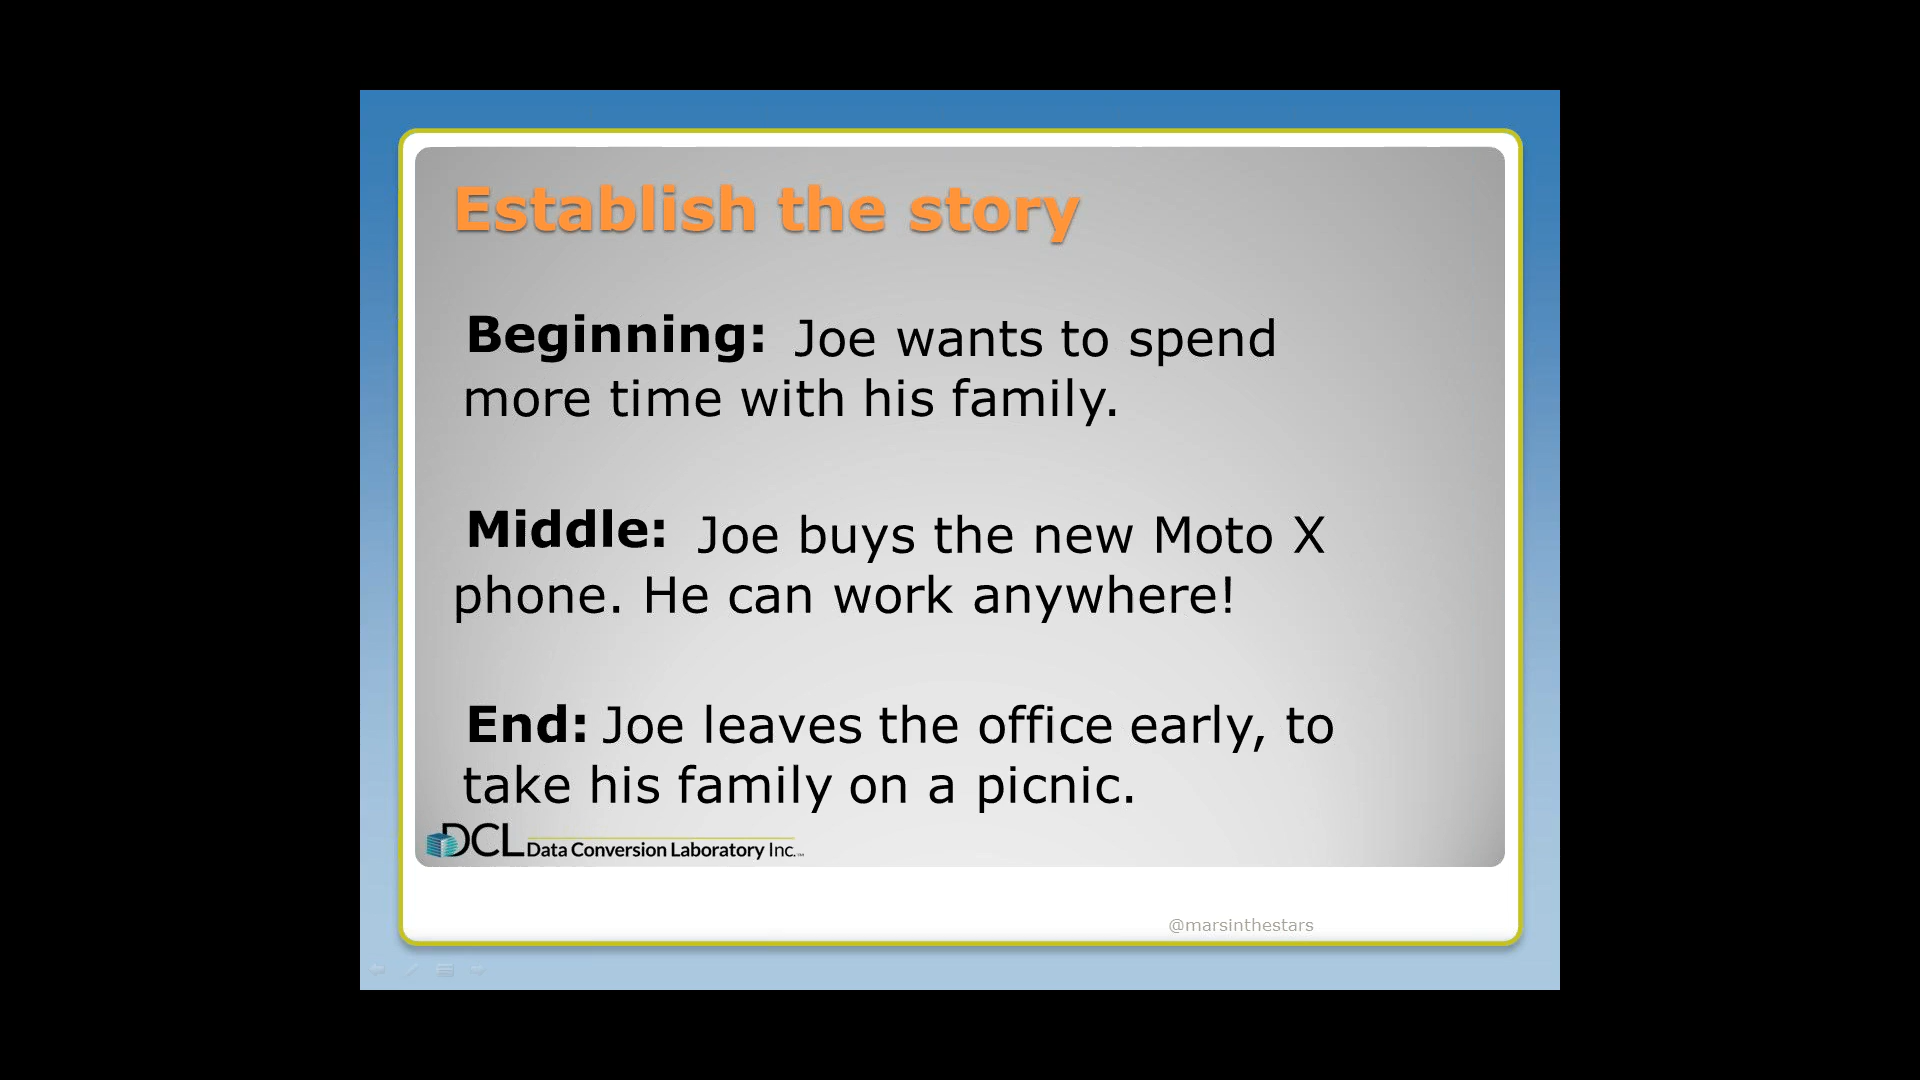 Establish the story
Beginning: Joe wants to spend
more time with his family.
Middle: Joe buys the new Moto X
phone. He can work anywhere!
End: Joe leaves the office early, to
take his family on a picnic.
DCL Data Conversion Laboratory Inc.™
@marsinthestars